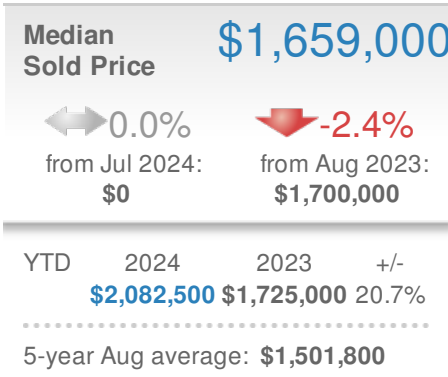 Median $1,659,000
Sold Price
0.0% -2.4%
from Jul 2024: from Aug 2023:
$0 $1,700,000
YTD 2024 2023 +/-
$2,082,500 $1,725,000 20.7%
5-year Aug average: $1,501,800